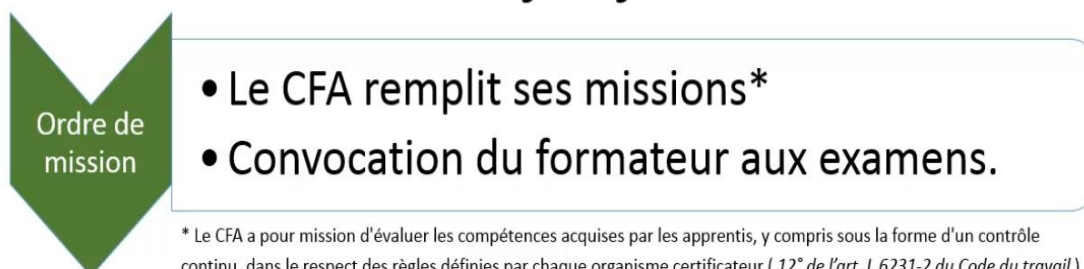 • Le CFA remplit ses missions*
Ordre de
mission
• Convocation du formateur aux examens.
* Le CFA a pour mission d'évaluer les compétences acquises par les apprentis, y compris sous la forme d'un contrôle
continu, dans le respect des règles définies par chaque organisme certificateur ( 12° de l'art. L.6231-2 du Code du travail )